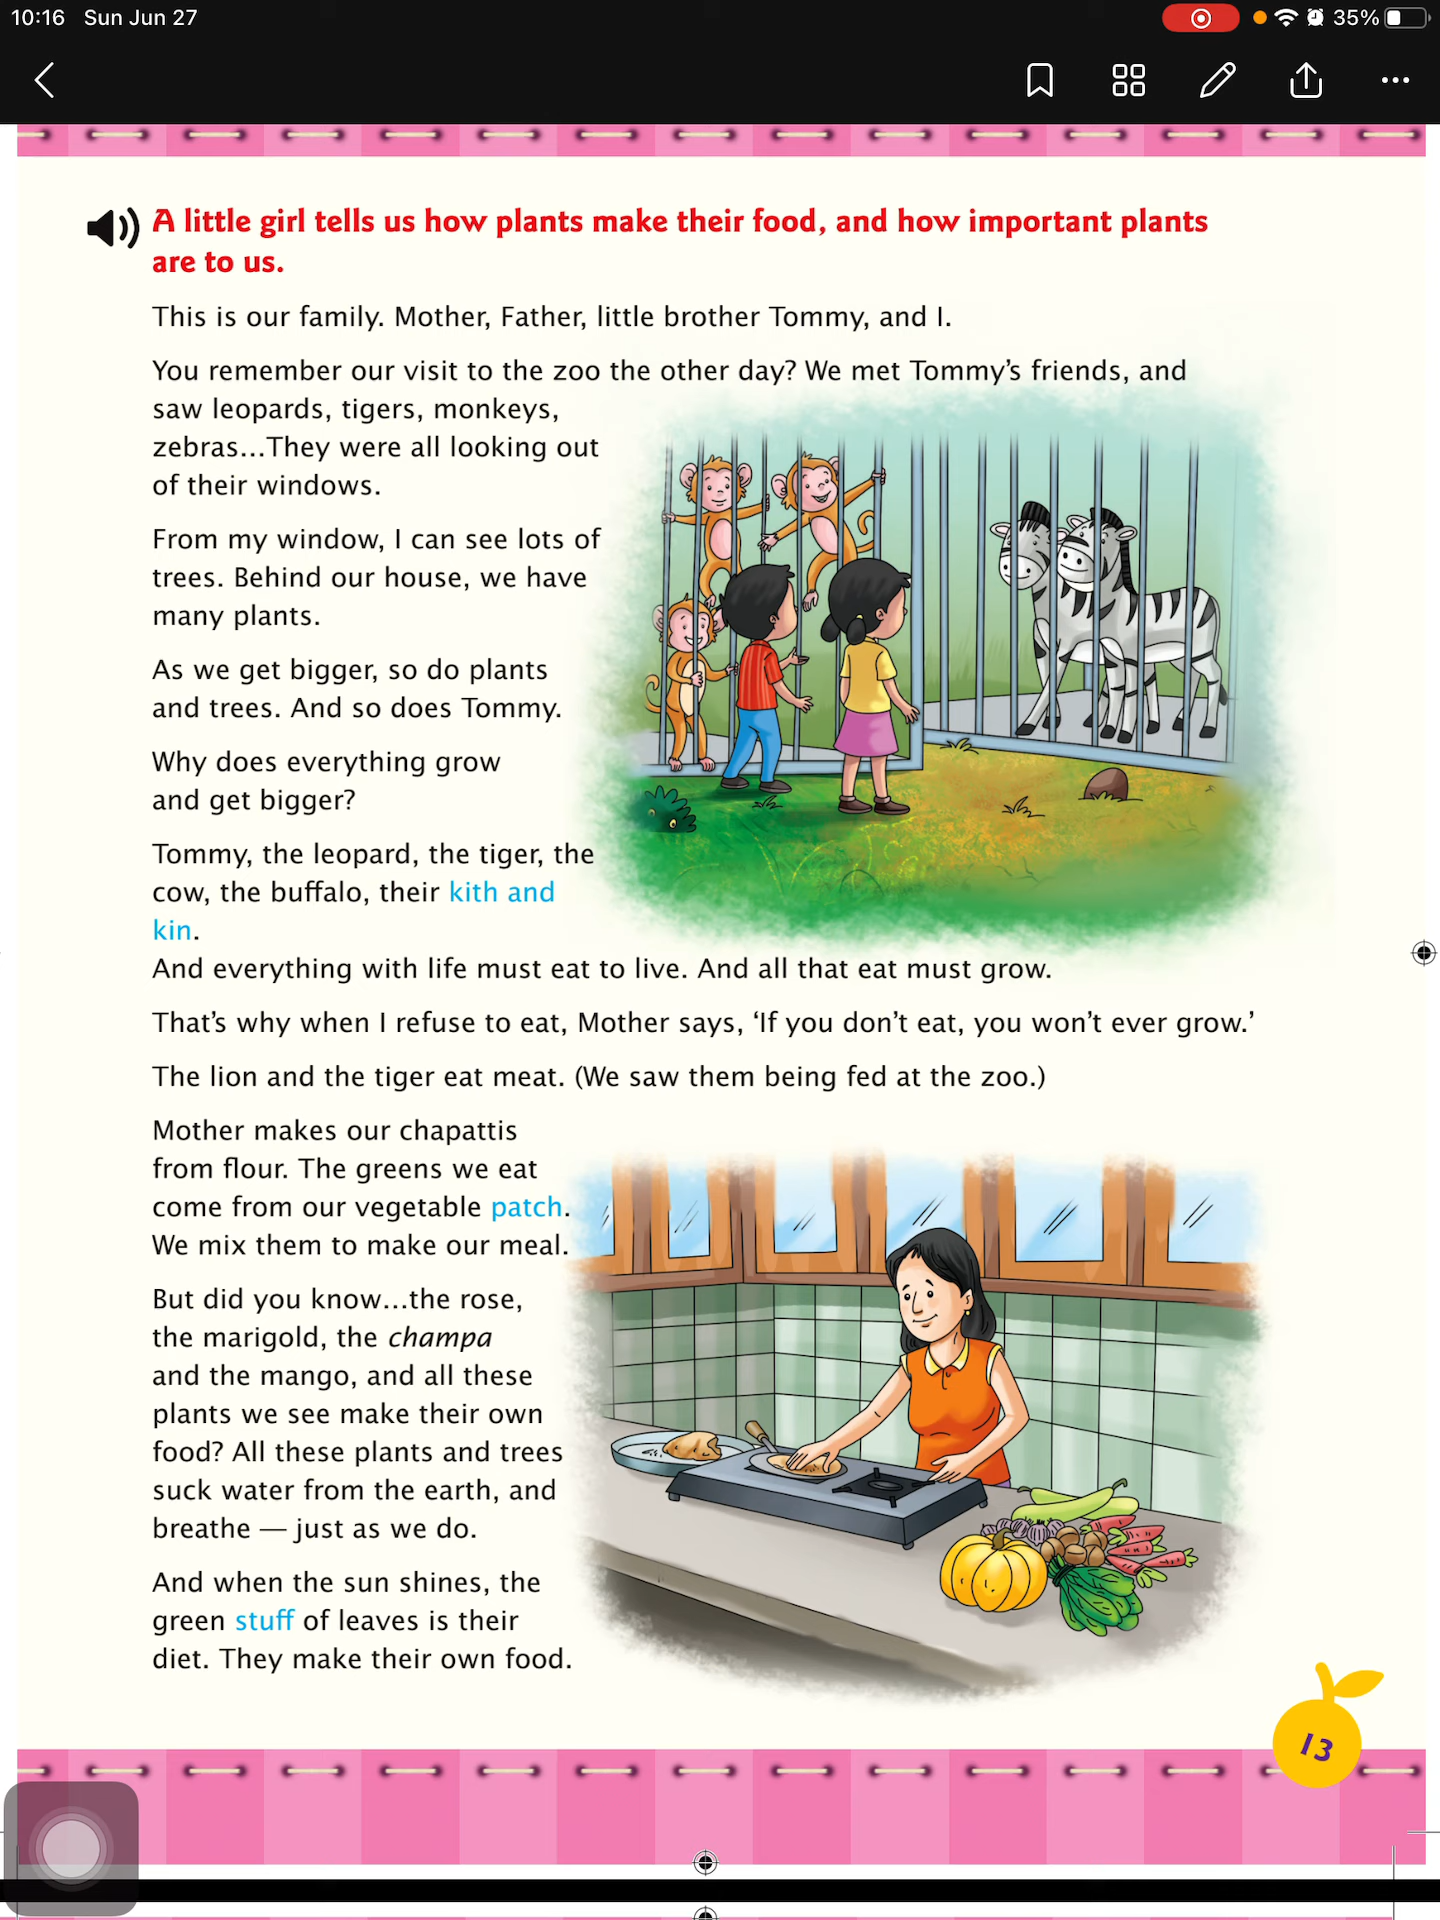 10:16 Sun Jun 27
35%
A little girl tells us how plants make their food, and how important plants
are to us.
This is our family. Mother, Father, little brother Tommy, and I.
You remember our visit to the zoo the other day? We met Tommy’s friends, and
saw leopards, tigers, monkeys,
zebras...They were all looking out
of their windows.
From my window, I can see lots of
trees. Behind our house, we have
many plants.
As we get bigger, so do plants
and trees. And so does Tommy.
Why does everything grow
and get bigger?
Tommy, the leopard, the tiger, the
cow, the buffalo, their kith and
kin.
And everything with life must eat to live. And all that eat must grow.
That’s why when I refuse to eat, Mother says, ‘If you don’t eat, you won’t ever grow.’
The lion and the tiger eat meat. (We saw them being fed at the zoo.)
Mother makes our chapattis
from flour. The greens we eat
come from our vegetable patch.
We mix them to make our meal.
But did you know...the rose,
the marigold, the champa
and the mango, and all these
plants we see make their own
food? All these plants and trees
suck water from the earth, and
breathe — just as we do.
And when the sun shines, the
green stuff of leaves is their
diet. They make their own food.
13